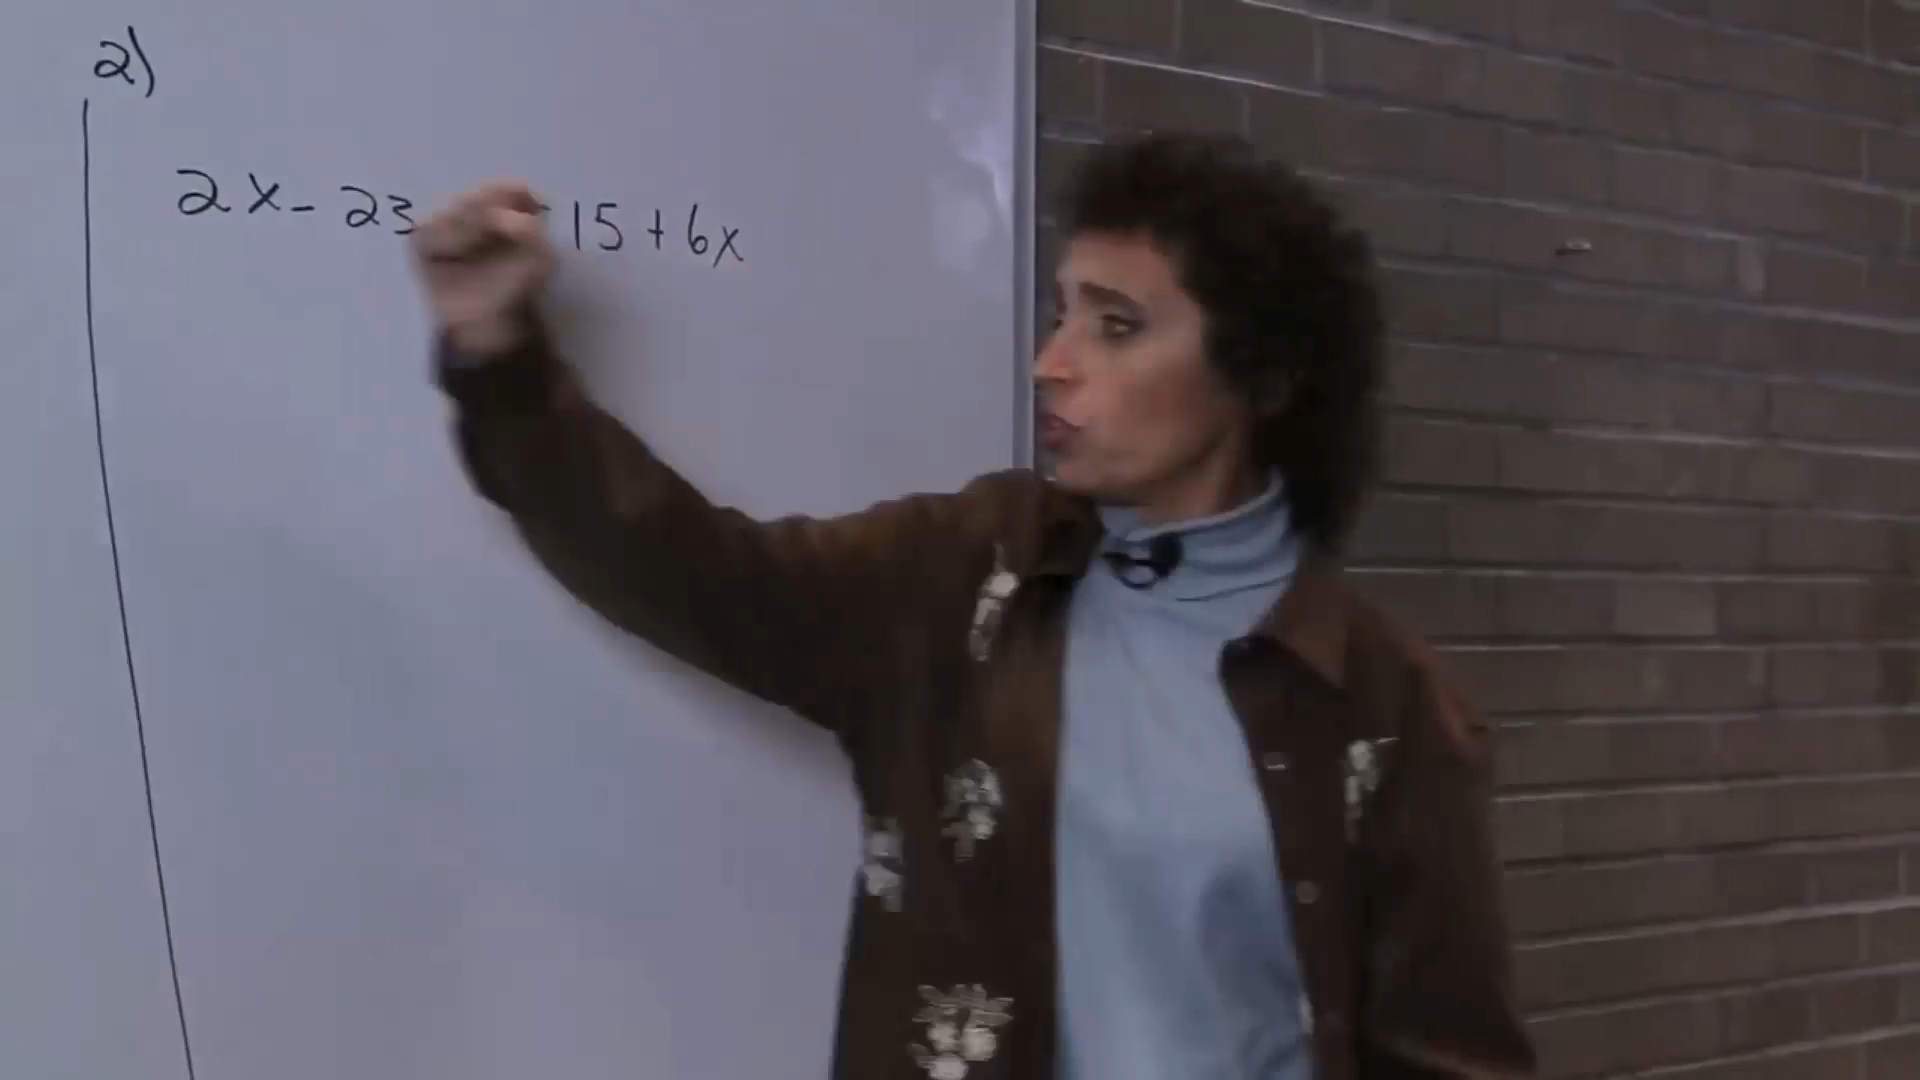 2)
2x - 23 = 15 + 6x